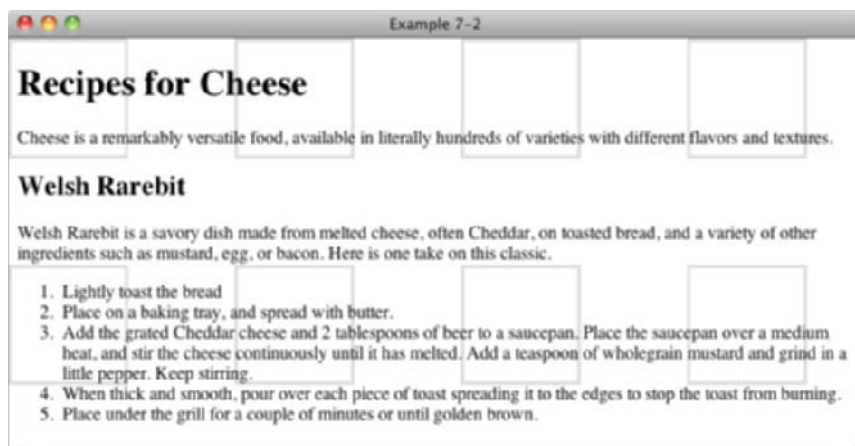 Example 7-2
Recipes for Cheese
Cheese is a remarkably versatile food, available in literally hundreds of varieties with different flavors and textures.
Welsh Rarebit
Welsh Rarebit is a savory dish made from melted cheese, often Cheddar, on toasted bread, and a variety of other
ingredients such as mustard, egg, or bacon. Here is one take on this classic.
1. Lightly toast the bread
2. Place on a baking tray, and spread with butter.
3. Add the grated Cheddar cheese and 2 tablespoons of beer to a saucepan. Place the saucepan over a medium
heat, and stir the cheese continuously until it has melted. Add a teaspoon of wholegrain mustard and grind in a
little pepper. Keep stirring.
4. When thick and smooth, pour over each piece of toast spreading it to the edges to stop the toast from burning.
5. Place under the grill for a couple of minutes or until golden brown.